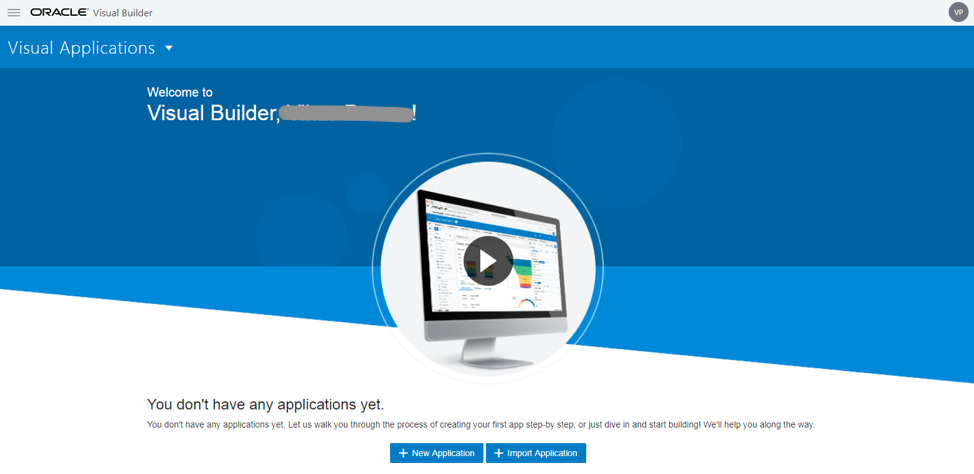 ORACLE® Visual Builder
VP
Visual Applications
Welcome to
Visual Builder, !
You don't have any applications yet.
You don't have any applications yet. Let us walk you through the process of creating your first app step-by step, or just dive in and start building! We'll help you along the way.
+ New Application
+ Import Application